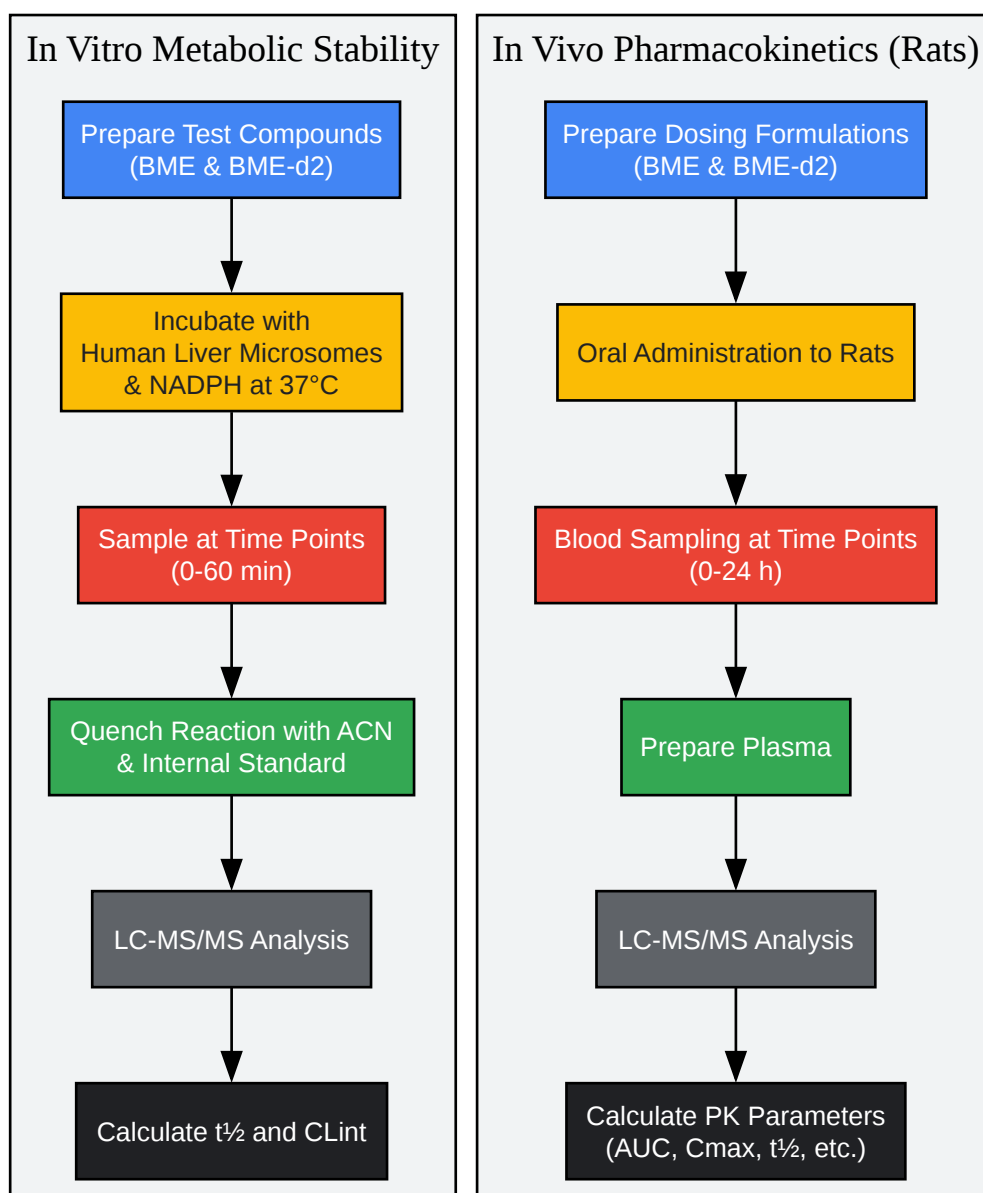 In Vitro Metabolic Stability
Prepare Test Compounds
(BME & BME-d2)
Incubate with
Human Liver Microsomes
& NADPH at 37°C
Sample at Time Points
(0-60 min)
Quench Reaction with ACN
& Internal Standard
LC-MS/MS Analysis
Calculate t½ and CLint
In Vivo Pharmacokinetics (Rats)
Prepare Dosing Formulations
(BME & BME-d2)
Oral Administration to Rats
Blood Sampling at Time Points
(0-24 h)
Prepare Plasma
LC-MS/MS Analysis
Calculate PK Parameters
(AUC, Cmax, t½, etc.)